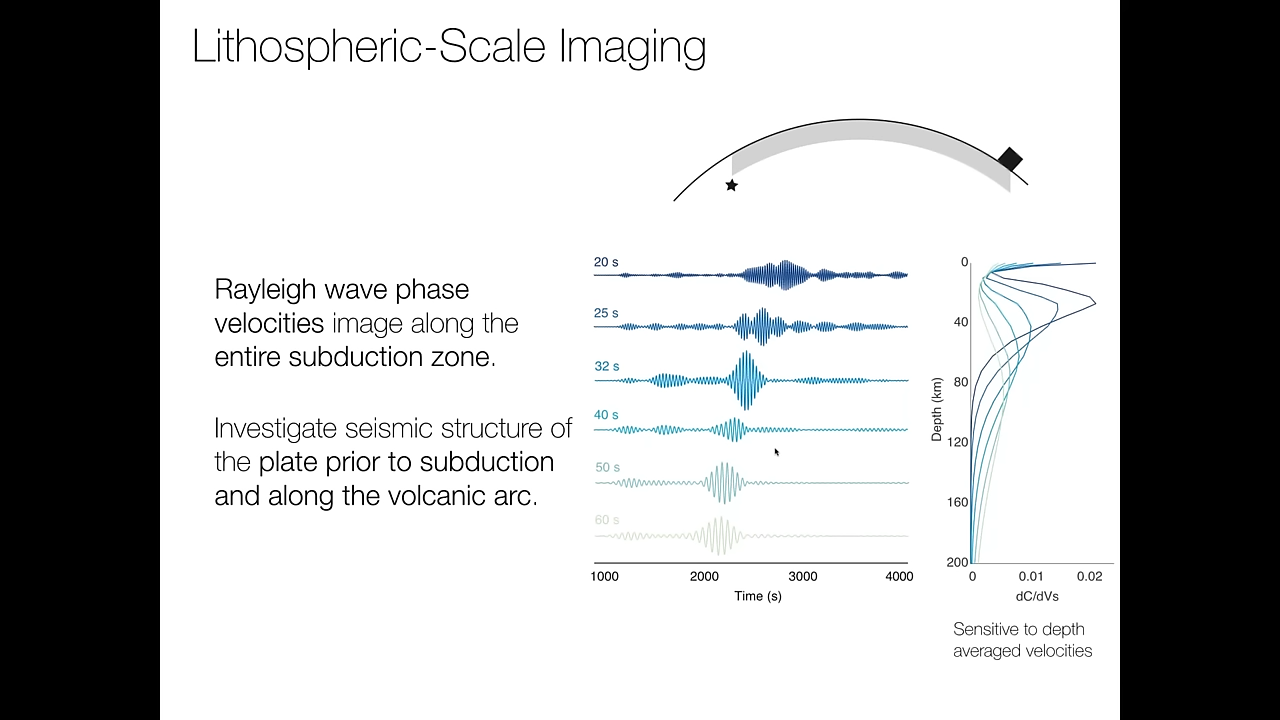 Lithospheric-Scale Imaging
Rayleigh wave phase
velocities image along the
entire subduction zone.
Investigate seismic structure of
the plate prior to subduction
and along the volcanic arc.
20 s
25 s
32 s
40 s
50 s
60 s
1000 2000 3000 4000
Time (s)
0
40
80
120
160
200
Depth (km)
0 0.01 0.02
dC/dVs
Sensitive to depth
averaged velocities